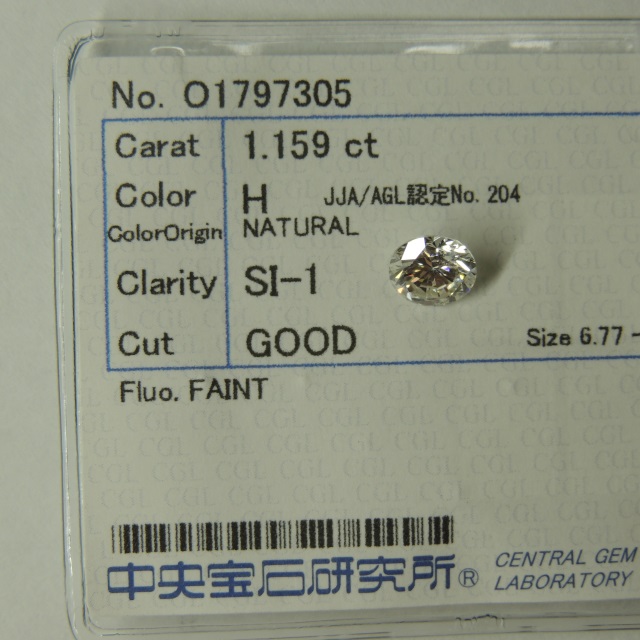 No. O1797305
Carat 1.159 ct
Color H JJA/AGL認定No. 204
ColorOrigin NATURAL
Clarity SI-1
Cut GOOD Size 6.77 -
Fluo. FAINT
中央宝石研究所® CENTRAL GEM
LABORATORY